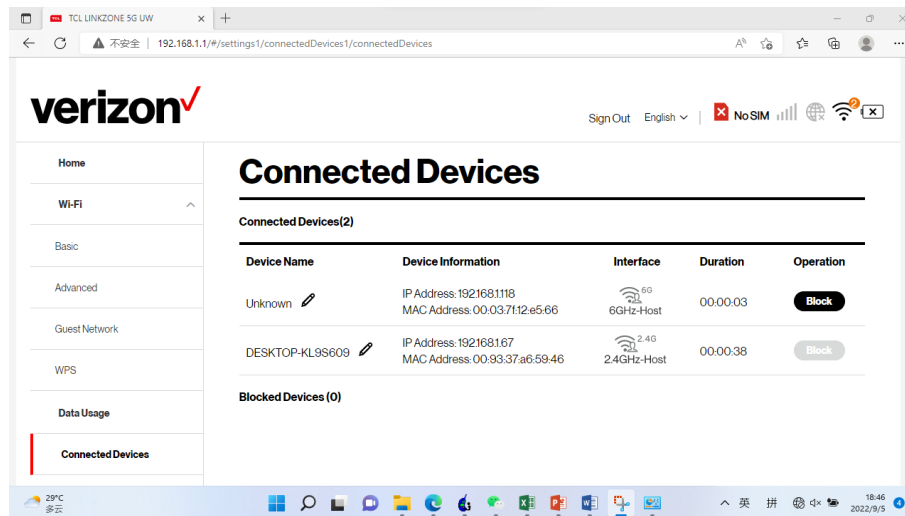 TCL LINKZONE 5G UW
不安全 | 192.168.1.1/#/settings1/connectedDevices1/connectedDevices
verizon
Sign Out English No SIM 2
Home
Wi-Fi
Basic
Advanced
Guest Network
WPS
Data Usage
Connected Devices
Connected Devices
Connected Devices(2)
Device Name Device Information Interface Duration Operation
Unknown IP Address:192.168.1.118 6G 00:00:03 Block
MAC Address: 00:03:7f:12:e5:66 6GHz-Host
DESKTOP-KL9S609 IP Address:192.168.1.67 2.4G 00:00:38 Block
MAC Address: 00:93:37:a6:59:46 2.4GHz-Host
Blocked Devices (0)
29°C
多云
英 拼 18:46
2022/9/5 4